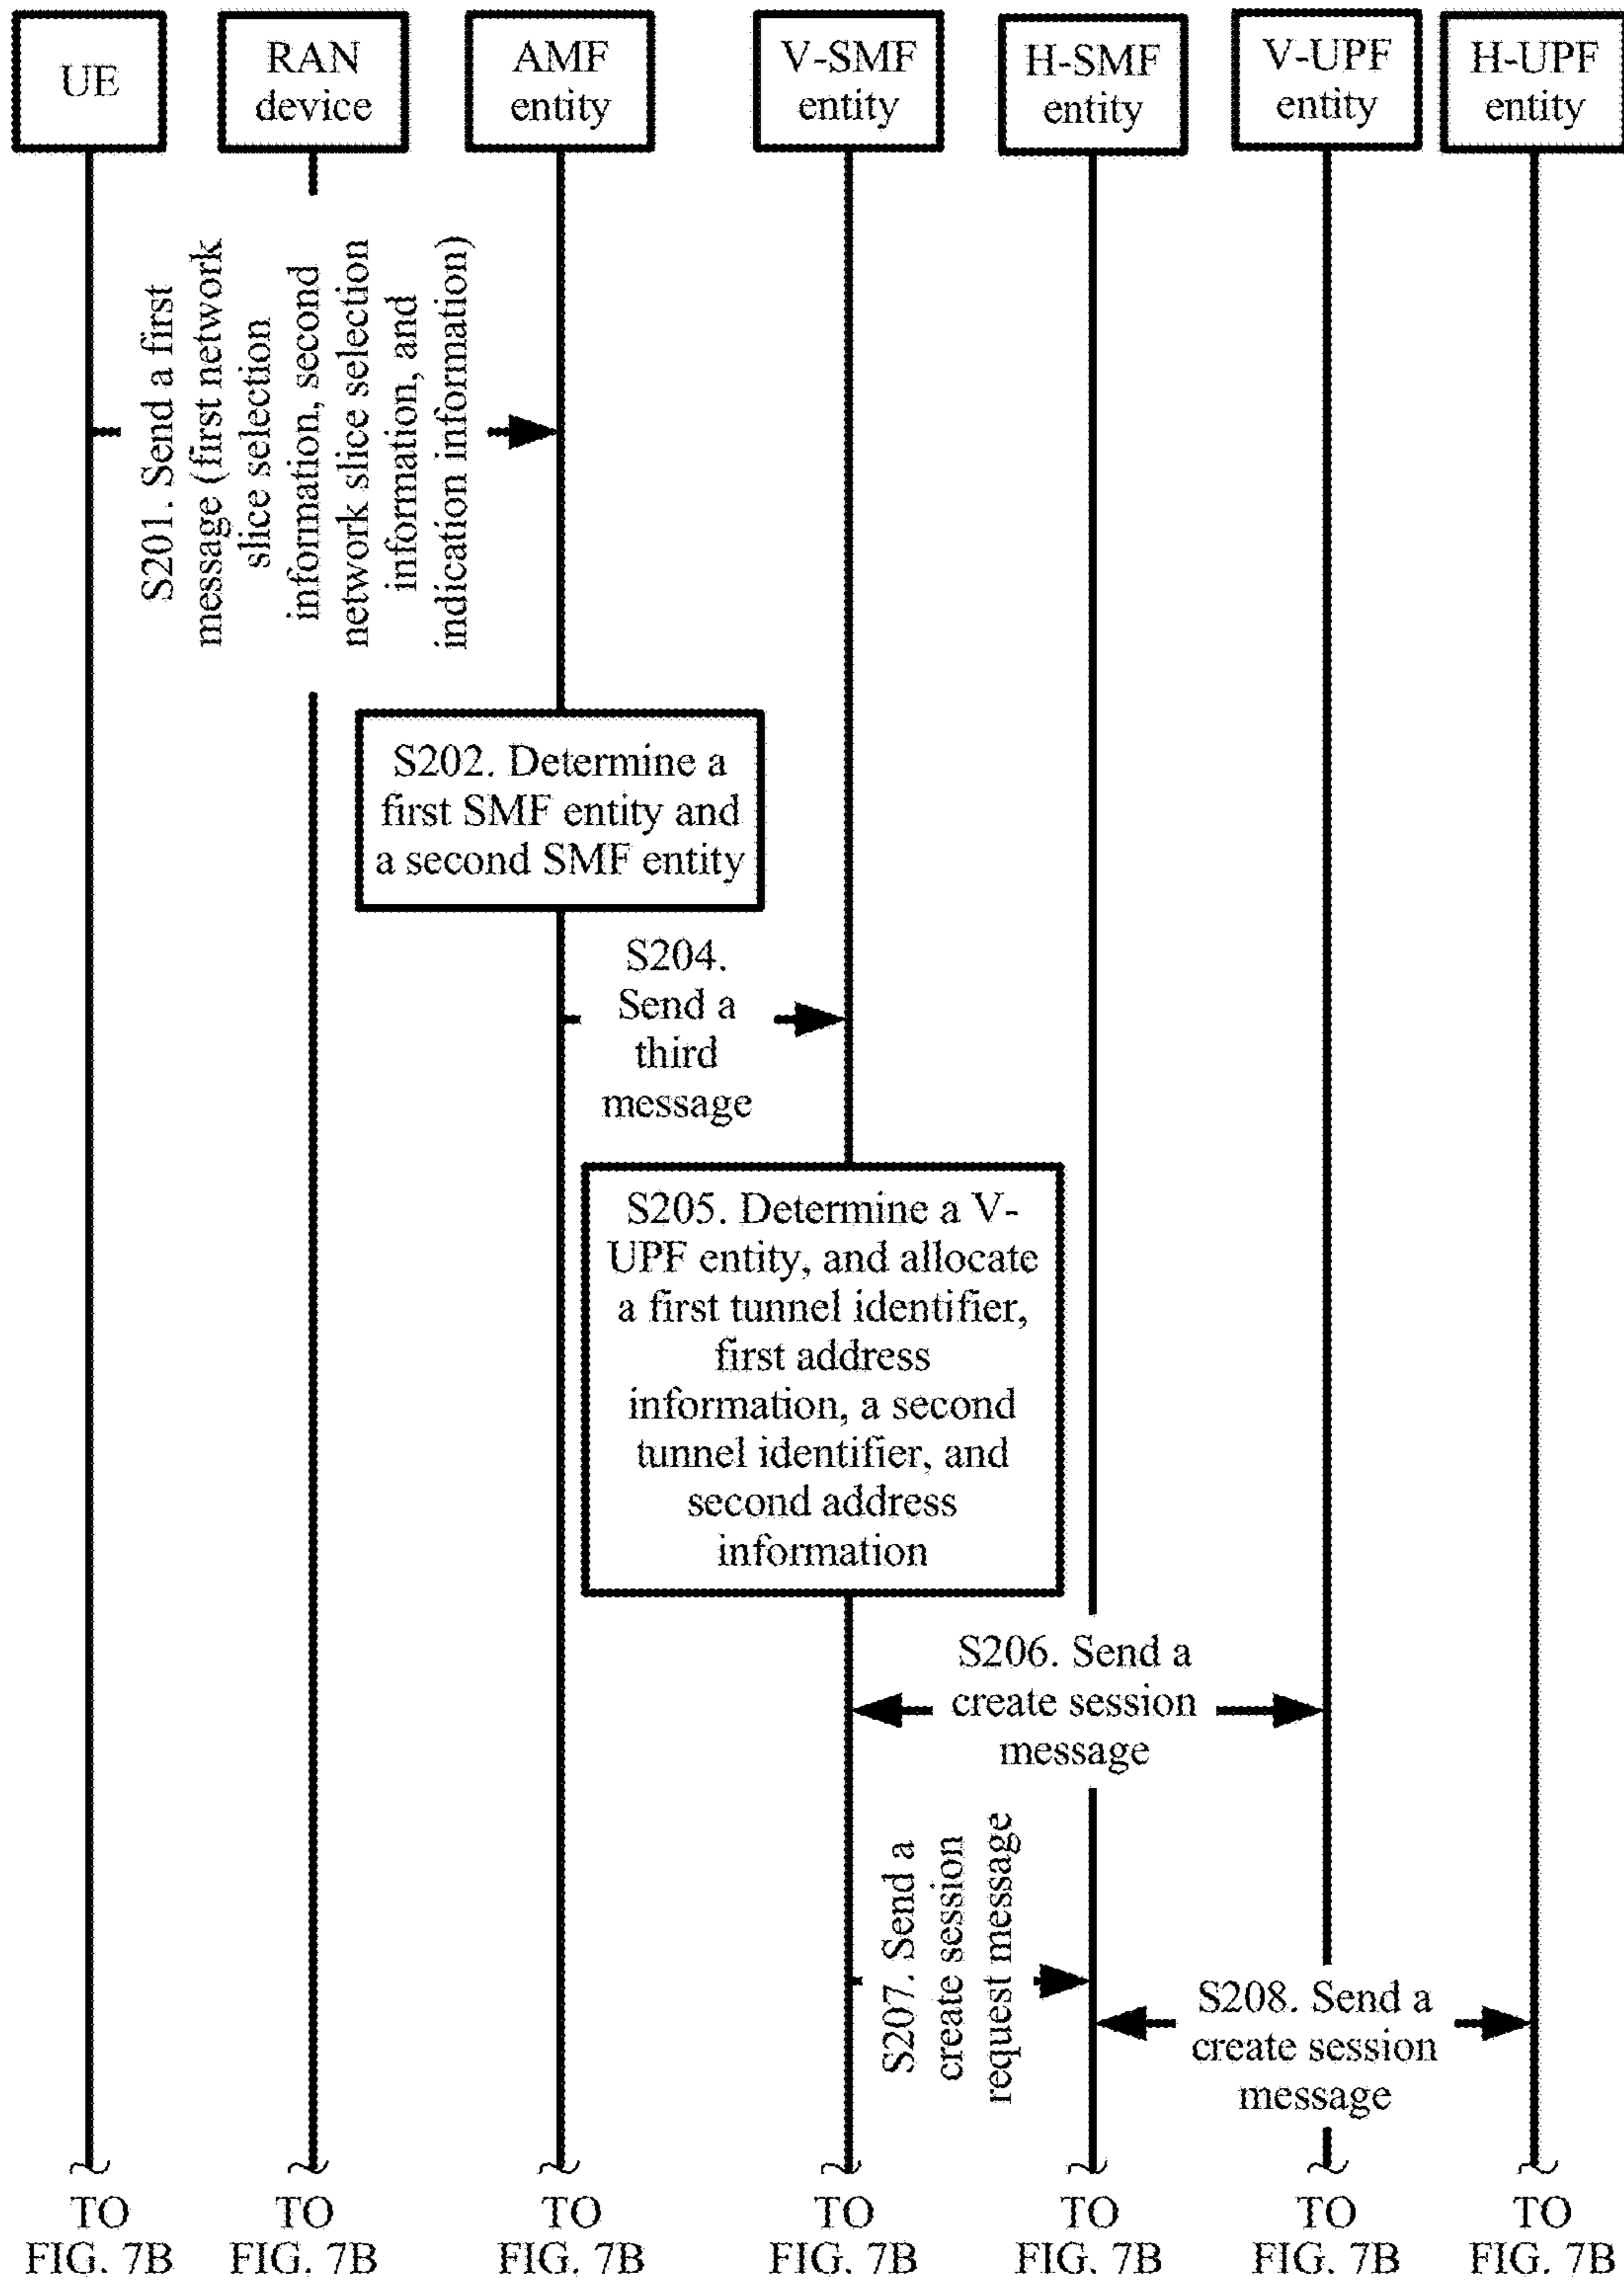 UE
RAN
device
AMF
entity
V-SMF
entity
H-SMF
entity
V-UPF
entity
H-UPF
entity
S201. Send a first
message (first network
slice selection
information, second
network slice selection
information, and
indication information)
S202. Determine a
first SMF entity and
a second SMF entity
S204.
Send a
third
message
S205. Determine a V-
UPF entity, and allocate
a first tunnel identifier,
first address
information, a second
tunnel identifier, and
second address
information
S206. Send a
create session
message
S207. Send a
create session
request message
S208. Send a
create session
message
TO
FIG. 7B
TO
FIG. 7B
TO
FIG. 7B
TO
FIG. 7B
TO
FIG. 7B
TO
FIG. 7B
TO
FIG. 7B